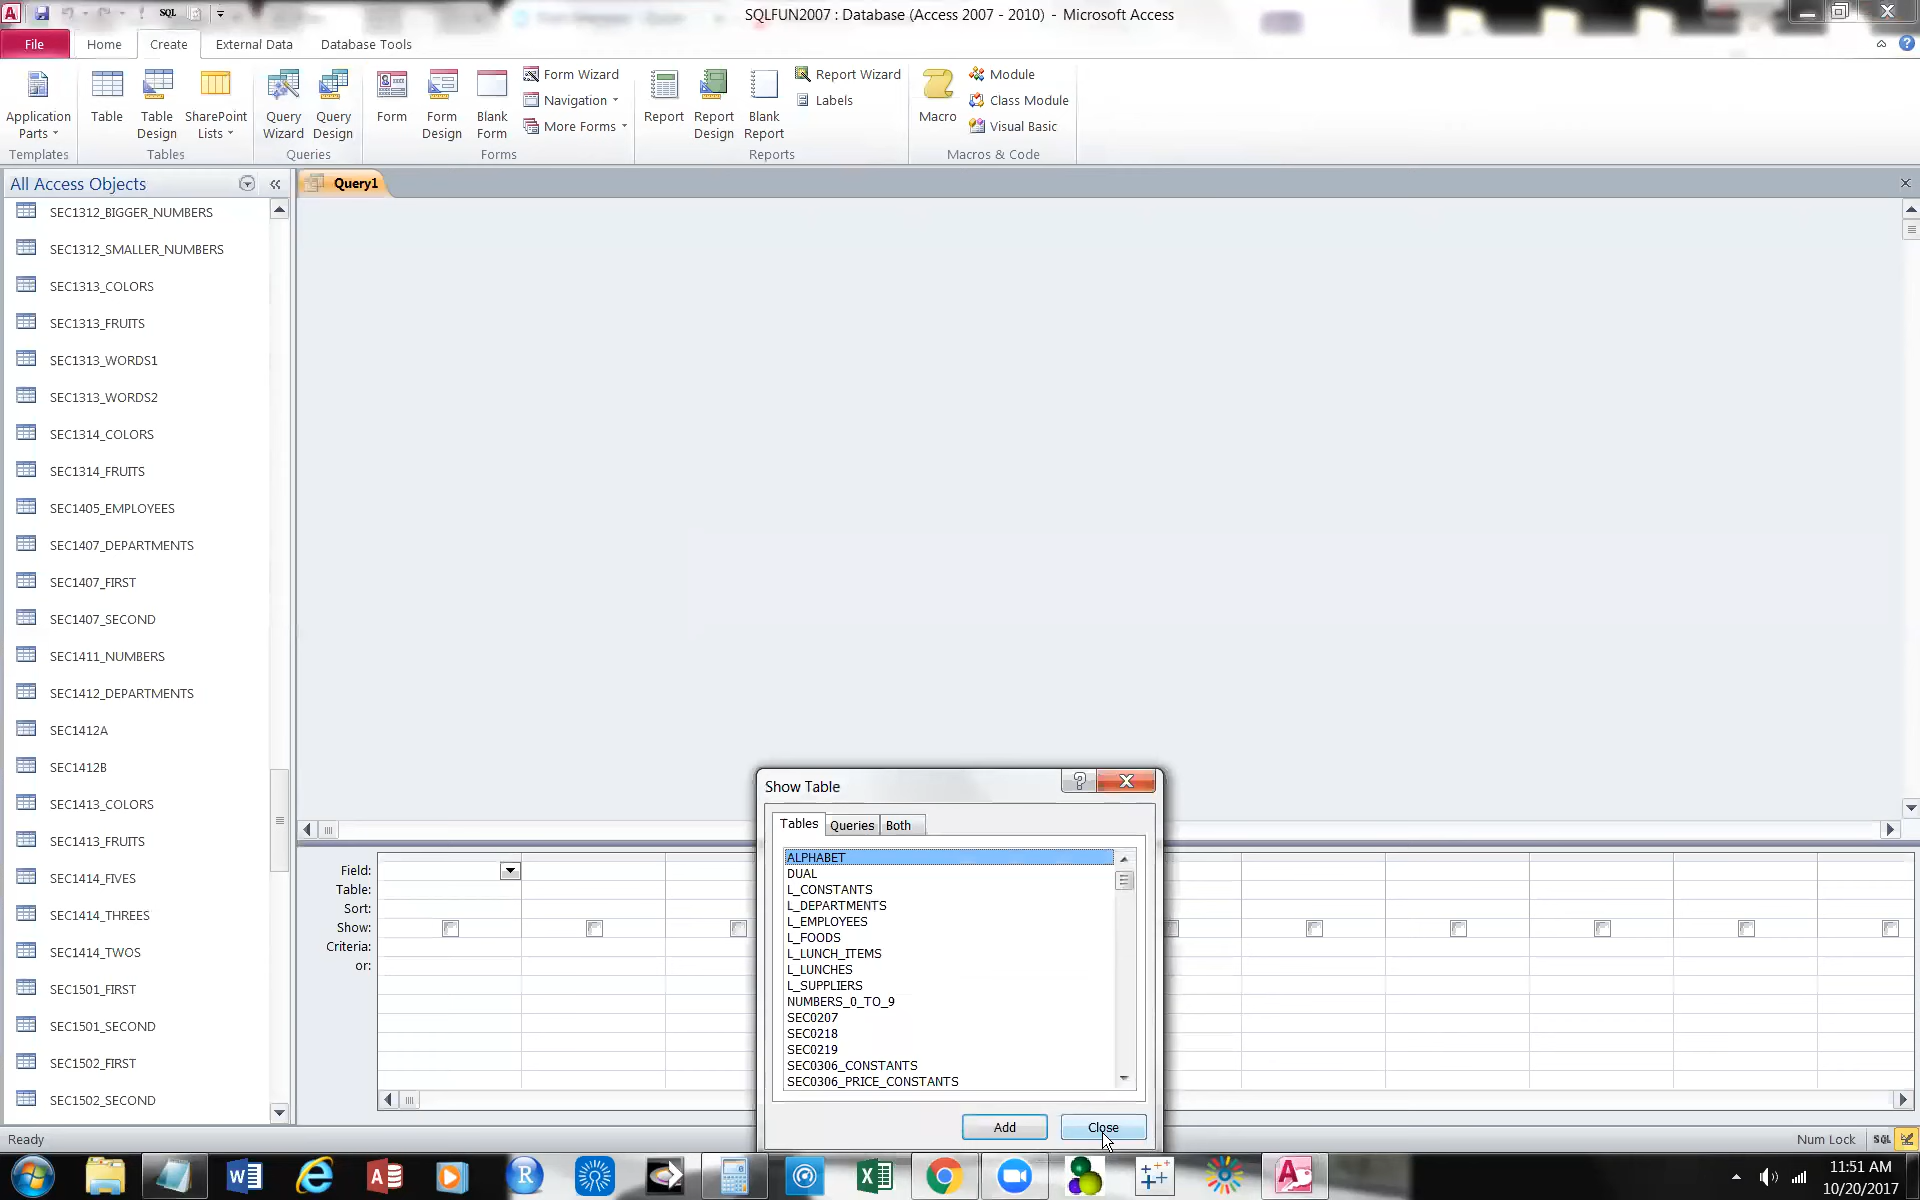 SQL
SQLFUN2007 : Database (Access 2007 - 2010) - Microsoft Access
File
Home
Create
External Data
Database Tools
Application Parts
Table
Table Design
SharePoint Lists
Query Wizard
Query Design
Form
Form Design
Blank Form
Form Wizard
Navigation
More Forms
Report
Report Design
Blank Report
Report Wizard
Labels
Macro
Module
Class Module
Visual Basic
Templates
Tables
Queries
Forms
Reports
Macros & Code
All Access Objects
Query1
SEC1312_BIGGER_NUMBERS
SEC1312_SMALLER_NUMBERS
SEC1313_COLORS
SEC1313_FRUITS
SEC1313_WORDS1
SEC1313_WORDS2
SEC1314_COLORS
SEC1314_FRUITS
SEC1405_EMPLOYEES
SEC1407_DEPARTMENTS
SEC1407_FIRST
SEC1407_SECOND
SEC1411_NUMBERS
SEC1412_DEPARTMENTS
SEC1412A
SEC1412B
SEC1413_COLORS
SEC1413_FRUITS
SEC1414_FIVES
SEC1414_THREES
SEC1414_TWOS
SEC1501_FIRST
SEC1501_SECOND
SEC1502_FIRST
SEC1502_SECOND
Field:
Table:
Sort:
Show:
Criteria:
or:
Show Table
Tables
Queries
Both
ALPHABET
DUAL
L_CONSTANTS
L_DEPARTMENTS
L_EMPLOYEES
L_FOODS
L_LUNCH_ITEMS
L_LUNCHES
L_SUPPLIERS
NUMBERS_0_TO_9
SEC0207
SEC0218
SEC0219
SEC0306_CONSTANTS
SEC0306_PRICE_CONSTANTS
Add
Close
Ready
Num Lock
SQL
11:51 AM
10/20/2017